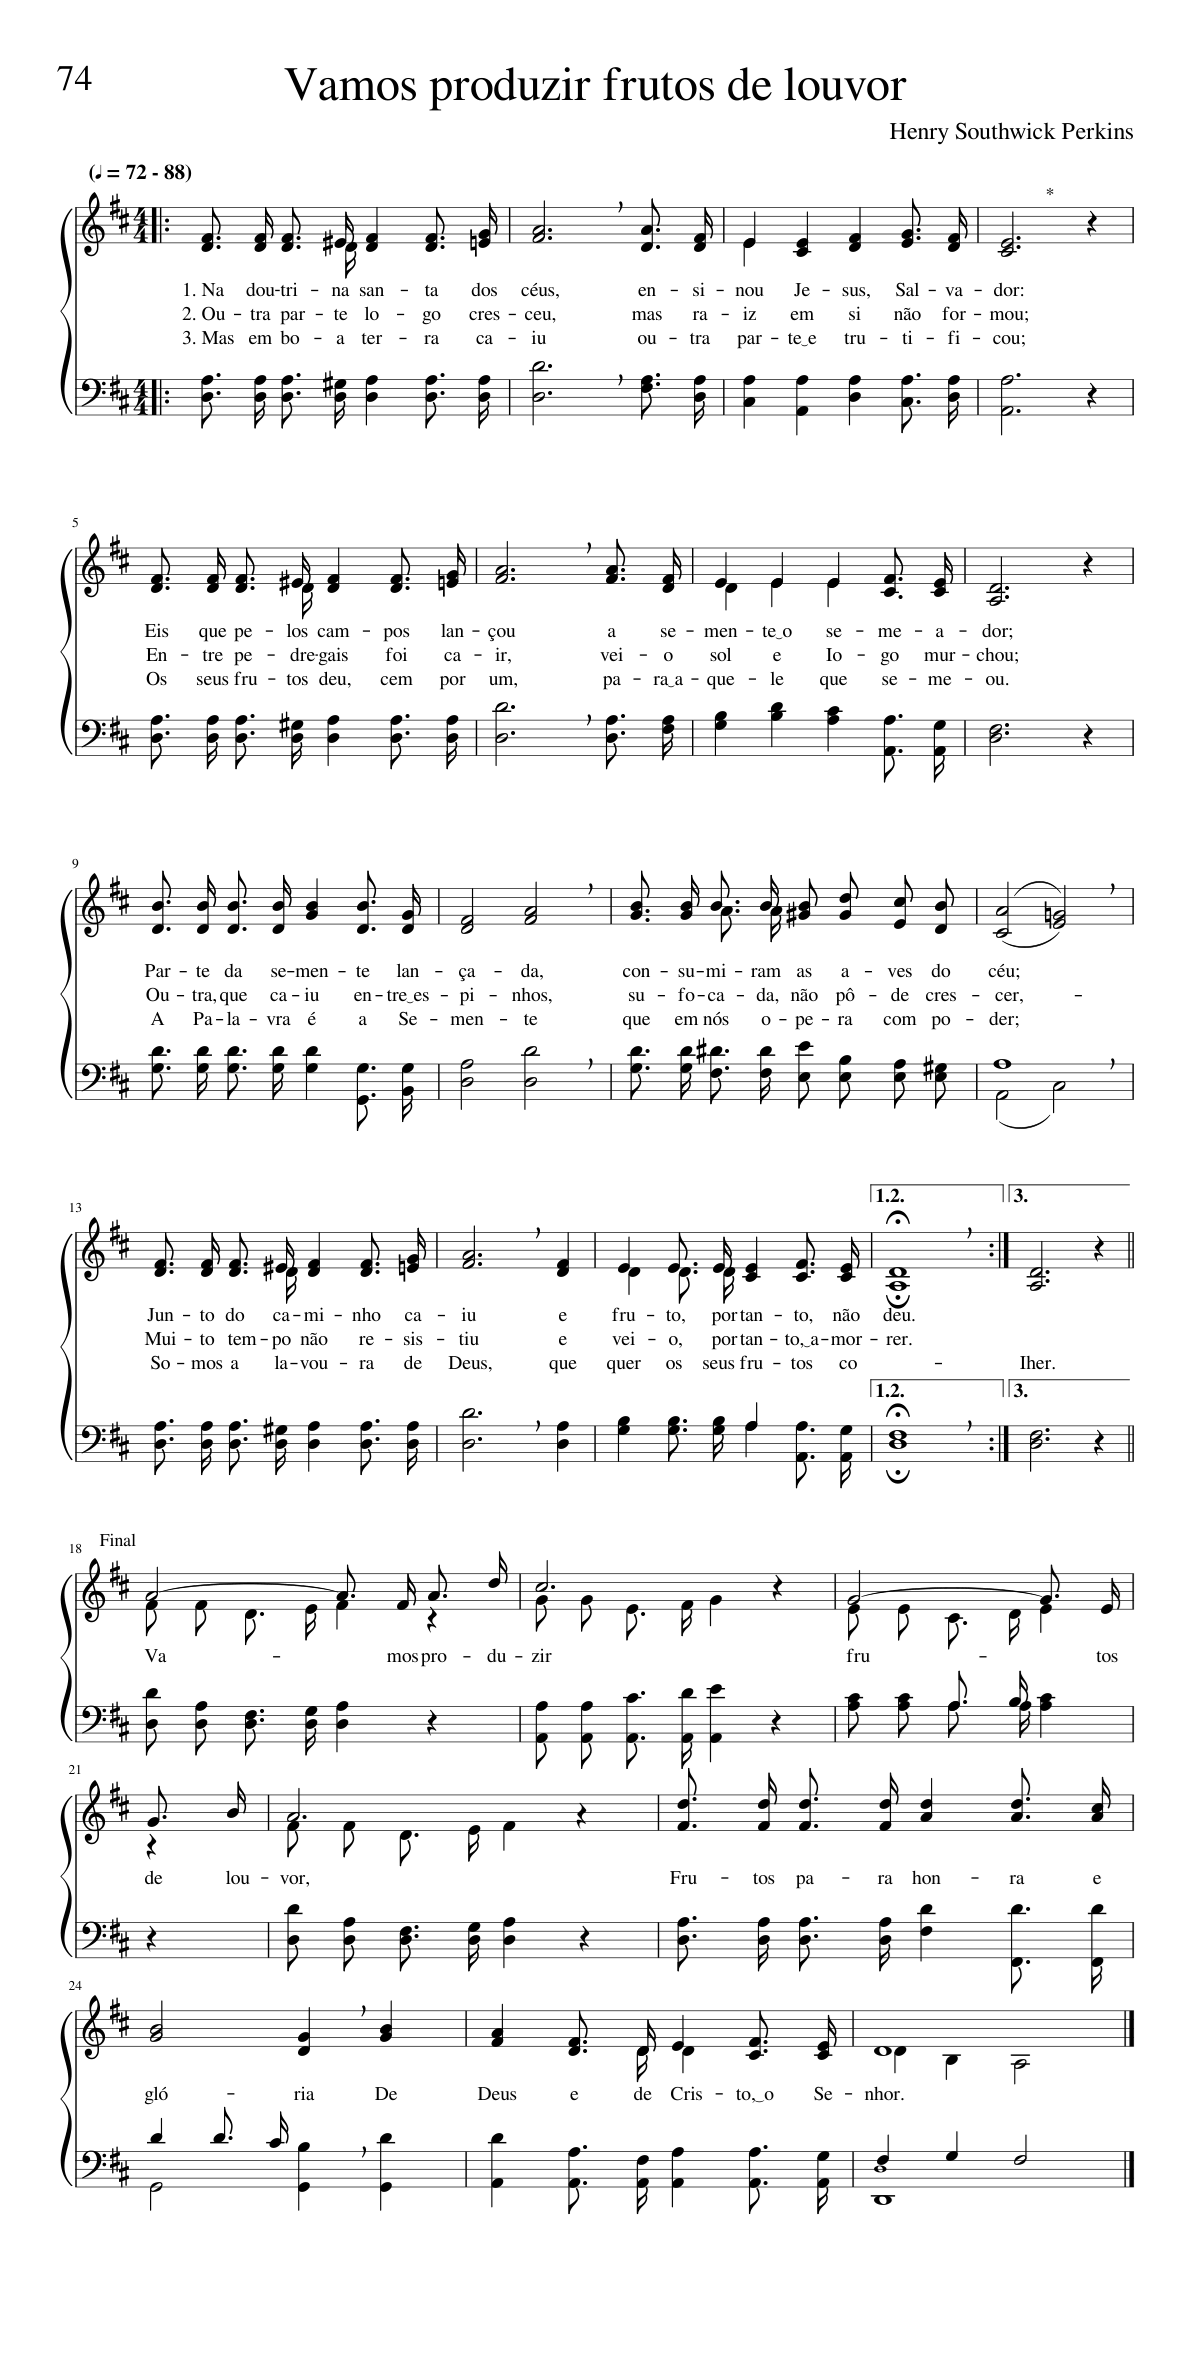 74
Vamos produzir frutos de louvor
Henry Southwick Perkins
(♩ = 72 - 88)
*
1. Na dou - tri - na san - ta dos céus, en - si - nou Je - sus, Sal - va - dor:
2. Ou - tra par - te lo - go cres - ceu, mas ra - iz em si não for - mou;
3. Mas em bo - a ter - ra ca - iu ou - tra par - te‿e tru - ti - fi - cou;
5
Eis que pe - los cam - pos lan - çou a se - men - te‿o se - me - a - dor;
En - tre pe - dre - gais foi ca - ir, vei - o sol e Io - go mur - chou;
Os seus fru - tos deu, cem por um, pa - ra‿a - que - le que se - me - ou.
9
Par - te da se - men - te lan - ça - da, con - su - mi - ram as a - ves do céu;
Ou - tra, que ca - iu en - tre‿es - pi - nhos, su - fo - ca - da, não pô - de cres - cer, -
A Pa - la - vra é a Se - men - te que em nós o - pe - ra com po - der;
13
1.2. 3.
Jun - to do ca - mi - nho ca - iu e fru - to, por tan - to, não deu.
Mui - to tem - po não re - sis - tiu e vei - o, por tan - to,‿a - mor - rer.
So - mos a la - vou - ra de Deus, que quer os seus fru - tos co - Iher.
1.2. 3.
18 Final
Va - mos pro - du - zir fru - tos
21
de lou - vor, Fru - tos pa - ra hon - ra e
24
gló - ria De Deus e de Cris - to,‿o Se - nhor.